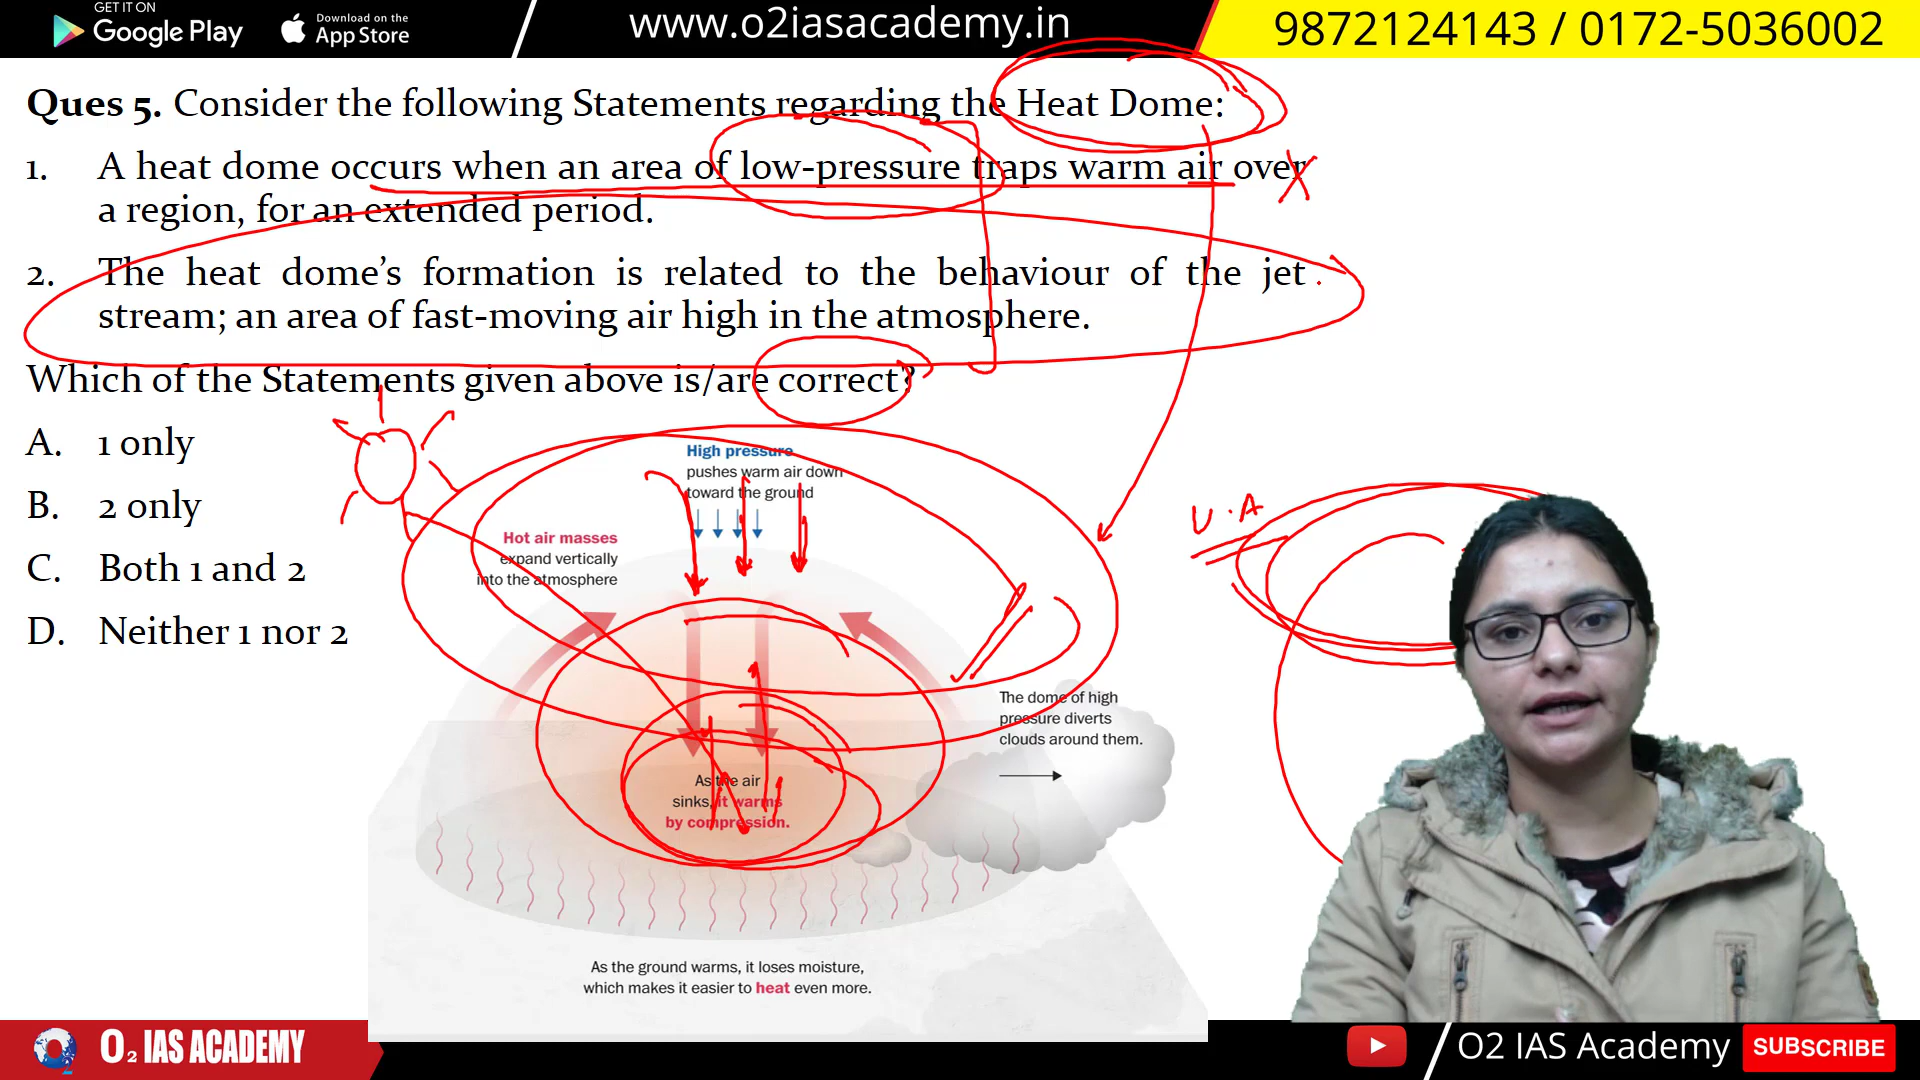 GET IT ON
Google Play
Download on the
App Store
www.o2iasacademy.in
9872124143 / 0172-5036002
Ques 5. Consider the following Statements regarding the Heat Dome:
1. A heat dome occurs when an area of low-pressure traps warm air over
a region, for an extended period.
2. The heat dome's formation is related to the behaviour of the jet
stream; an area of fast-moving air high in the atmosphere.
Which of the Statements given above is/are correct?
A. 1 only
B. 2 only
C. Both 1 and 2
D. Neither 1 nor 2
High pressure
pushes warm air down
toward the ground
Hot air masses
expand vertically
into the atmosphere
U.A
The dome of high
pressure diverts
clouds around them.
As the air
sinks, it warms
by compression.
As the ground warms, it loses moisture,
which makes it easier to heat even more.
O2 IAS ACADEMY
O2 IAS Academy
SUBSCRIBE